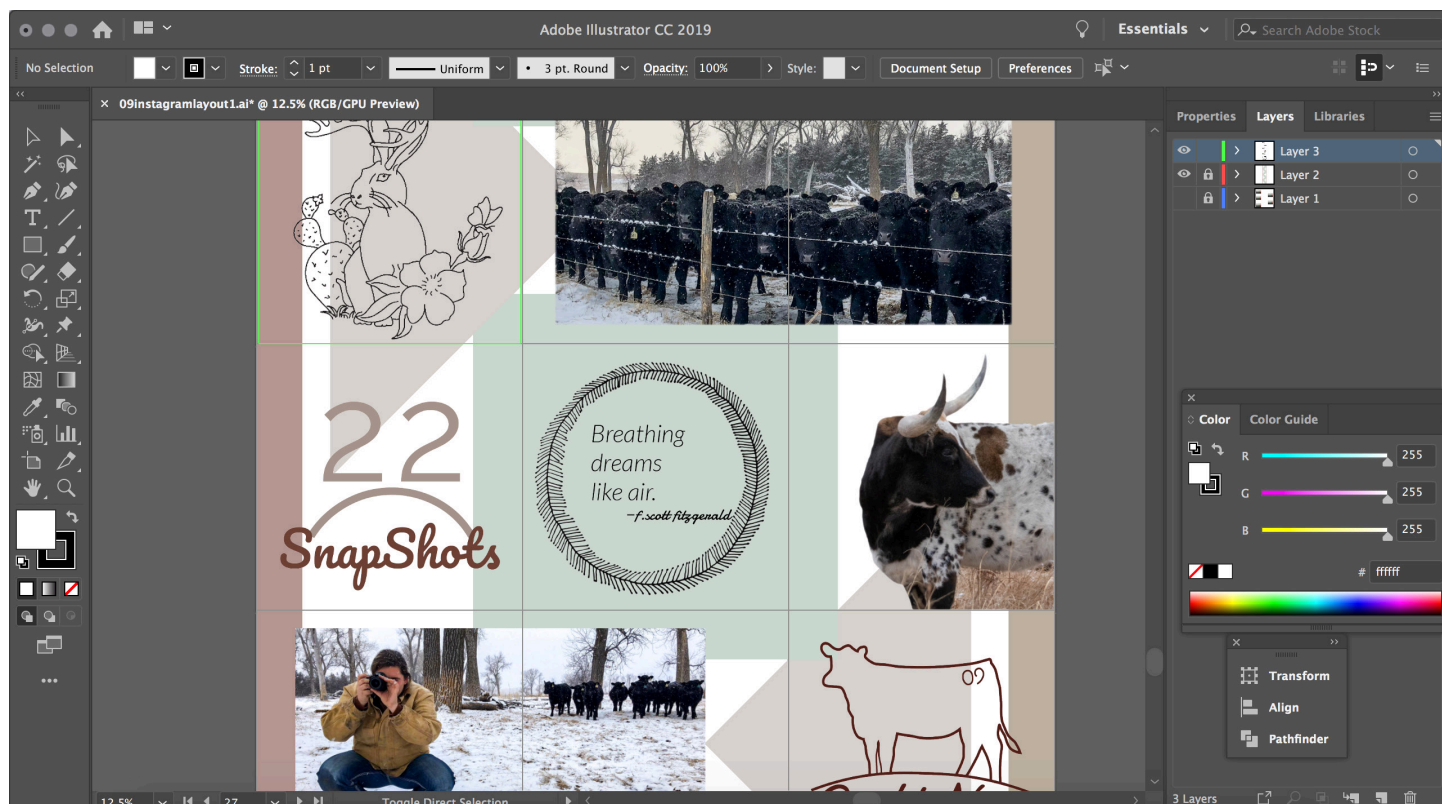 Adobe Illustrator CC 2019
Essentials
Search Adobe Stock
No Selection
Stroke:
1 pt
Uniform
3 pt. Round
Opacity:
100%
Style:
Document Setup
Preferences
× 09instagramlayout1.ai* @ 12.5% (RGB/GPU Preview)
Properties
Layers
Libraries
Layer 3
Layer 2
Layer 1
22
SnapShots
Breathing
dreams
like air.
—f.scott fitzgerald
Color
Color Guide
R
255
G
255
B
255
# ffffff
Transform
Align
Pathfinder
12.5%
27
Toggle Direct Selection
3 Layers